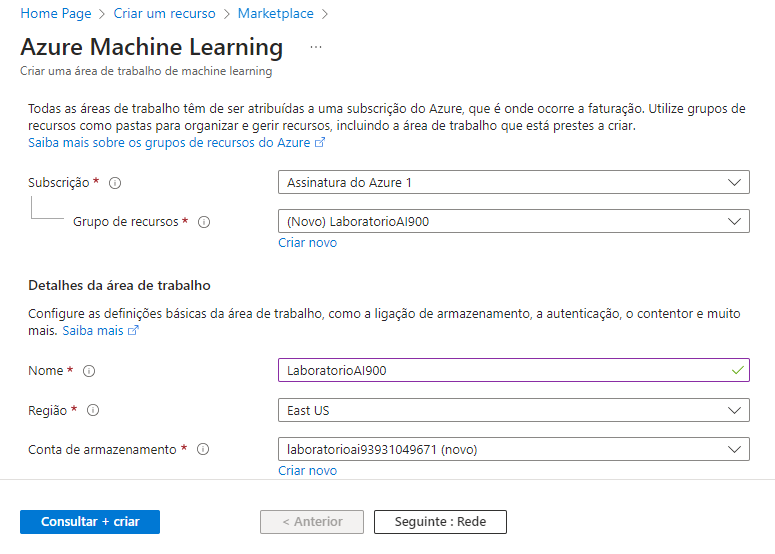 Home Page > Criar um recurso > Marketplace >
Azure Machine Learning ...
Criar uma área de trabalho de machine learning
Todas as áreas de trabalho têm de ser atribuídas a uma subscrição do Azure, que é onde ocorre a faturação. Utilize grupos de
recursos como pastas para organizar e gerir recursos, incluindo a área de trabalho que está prestes a criar.
Saiba mais sobre os grupos de recursos do Azure
Subscrição * Assinatura do Azure 1
Grupo de recursos * (Novo) LaboratorioAI900
Criar novo
Detalhes da área de trabalho
Configure as definições básicas da área de trabalho, como a ligação de armazenamento, a autenticação, o contentor e muito
mais. Saiba mais
Nome * LaboratorioAI900
Região * East US
Conta de armazenamento * laboratorioai93931049671 (novo)
Criar novo
Consultar + criar < Anterior Seguinte : Rede